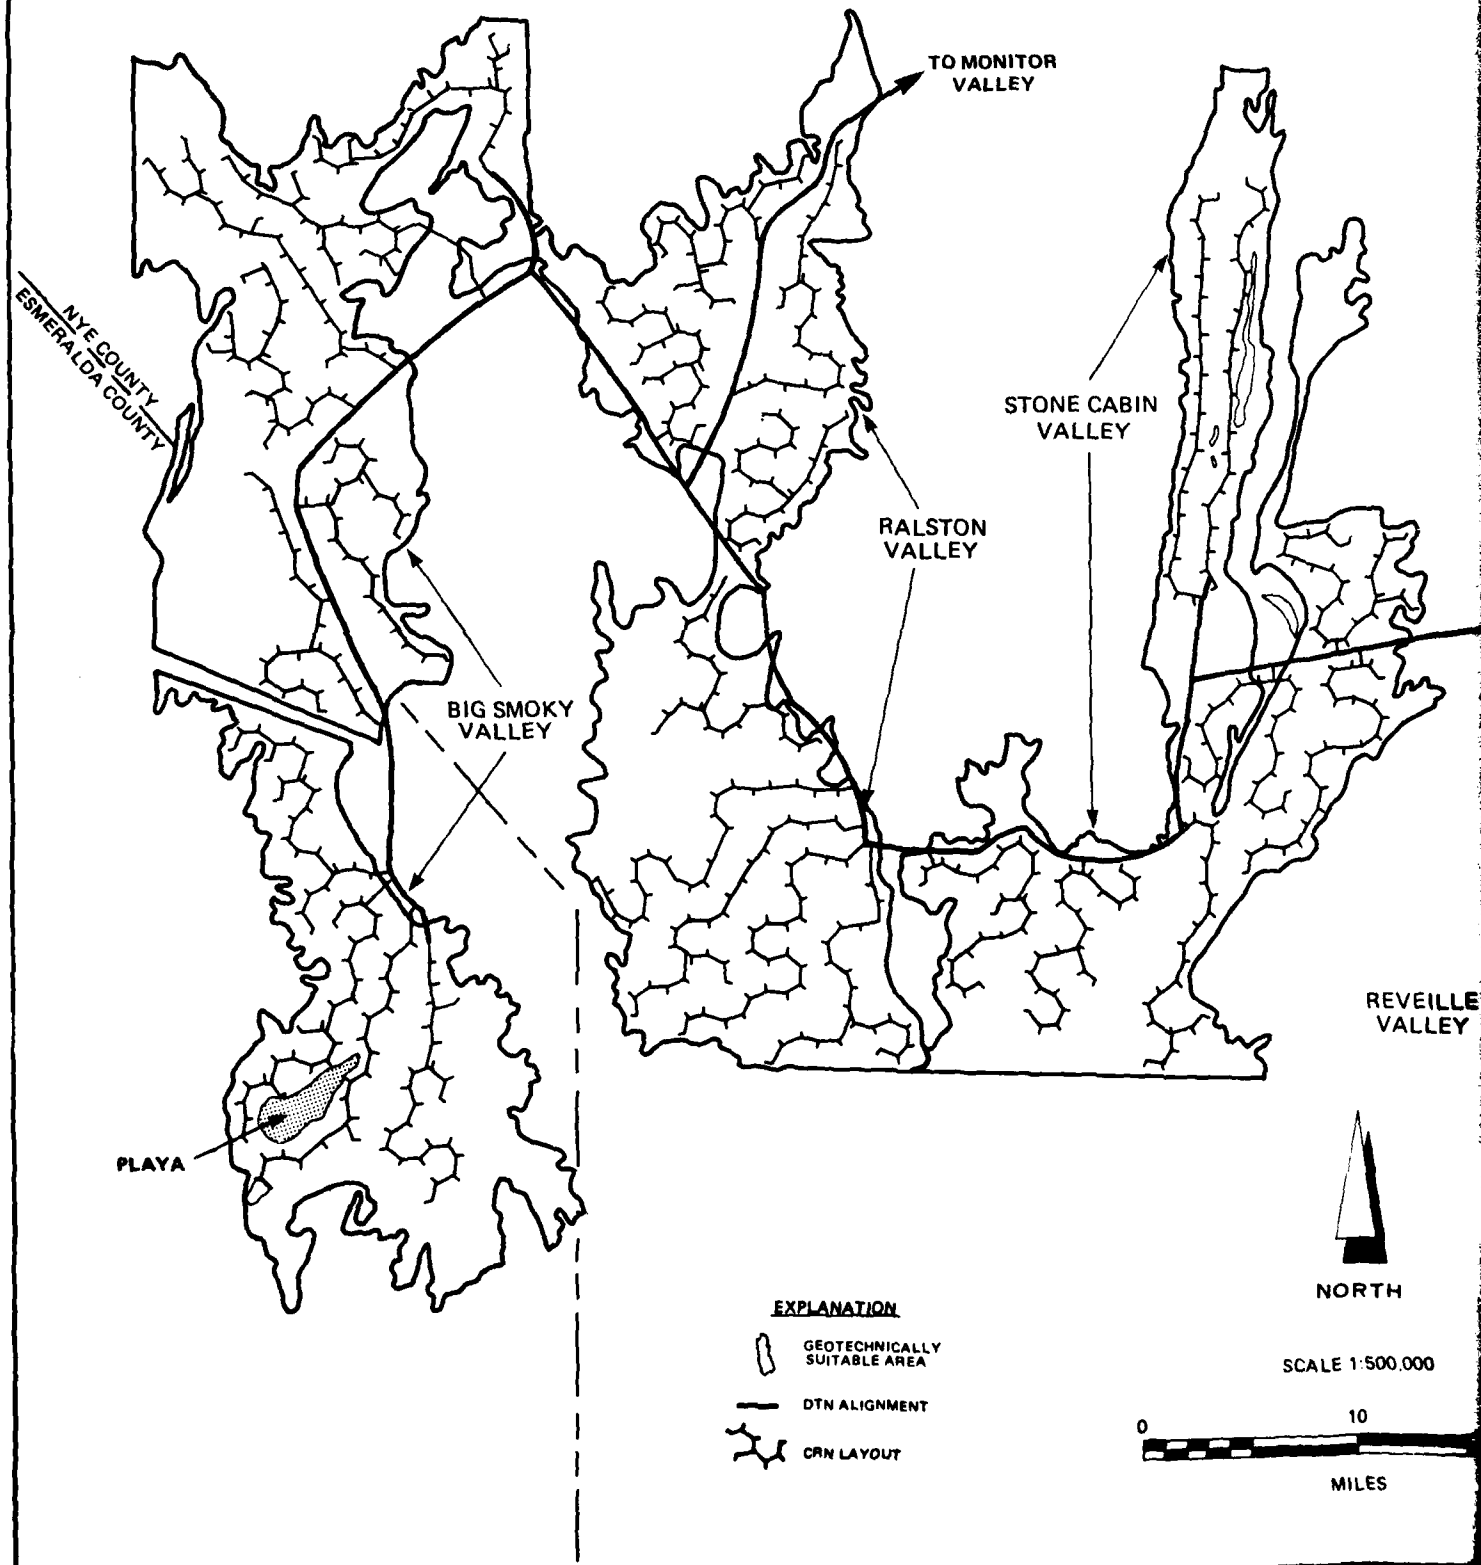 TO MONITOR
VALLEY
NYE COUNTY
ESMERALDA COUNTY
STONE CABIN
VALLEY
RALSTON
VALLEY
BIG SMOKY
VALLEY
REVEILLE
VALLEY
PLAYA
NORTH
EXPLANATION
GEOTECHNICALLY
SUITABLE AREA
DTN ALIGNMENT
CRN LAYOUT
SCALE 1:500,000
0 10
MILES